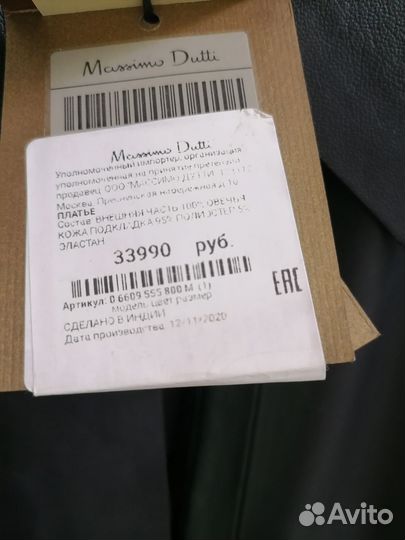 Massimo Dutti
Massimo Dutti
Уполномоченный импортер, организация
уполномоченная на принятие претензий
продавец ООО "МАССИМО ДУТТИ"
Москва, Пресненская набережная д 10
ПЛАТЬЕ
Состав: ВНЕШНЯЯ ЧАСТЬ 100% ОВЕЧЬЯ
КОЖА ПОДКЛАДКА 95% ПОЛИЭСТЕР 5%
ЭЛАСТАН
33990 руб.
Артикул: 0 6609 555 800 M (1)
модель цвет размер
СДЕЛАНО В ИНДИИ
Дата производства: 12/11/2020
EAC
Avito